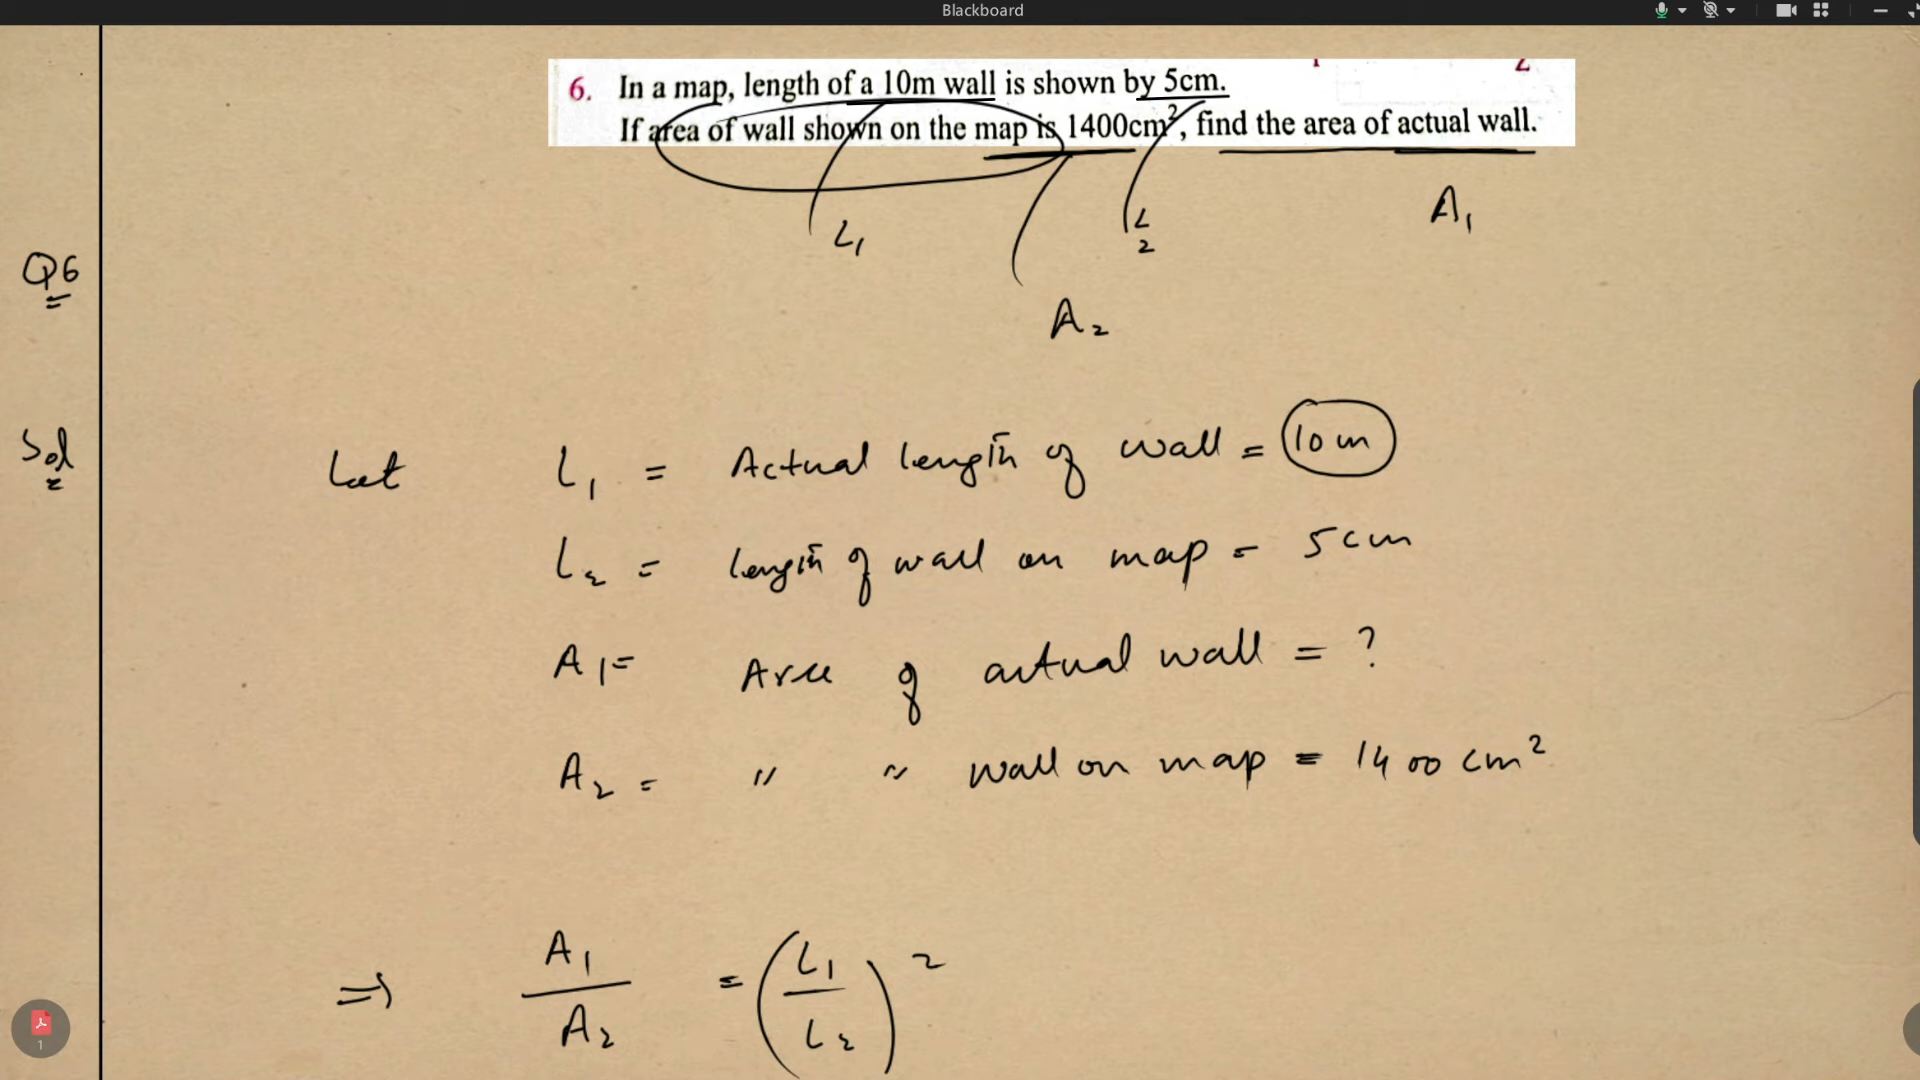 Blackboard
6. In a map, length of a 10m wall is shown by 5cm.
If area of wall shown on the map is 1400cm², find the area of actual wall.
L₁
L₂
A₁
A₂
Q6
Sol
Let L₁ = Actual length of wall = 10m
L₂ = length of wall on map = 5cm
A₁ = Area of actual wall = ?
A₂ = " " wall on map = 1400 cm²
⇒ A₁/A₂ = (L₁/L₂)²
1